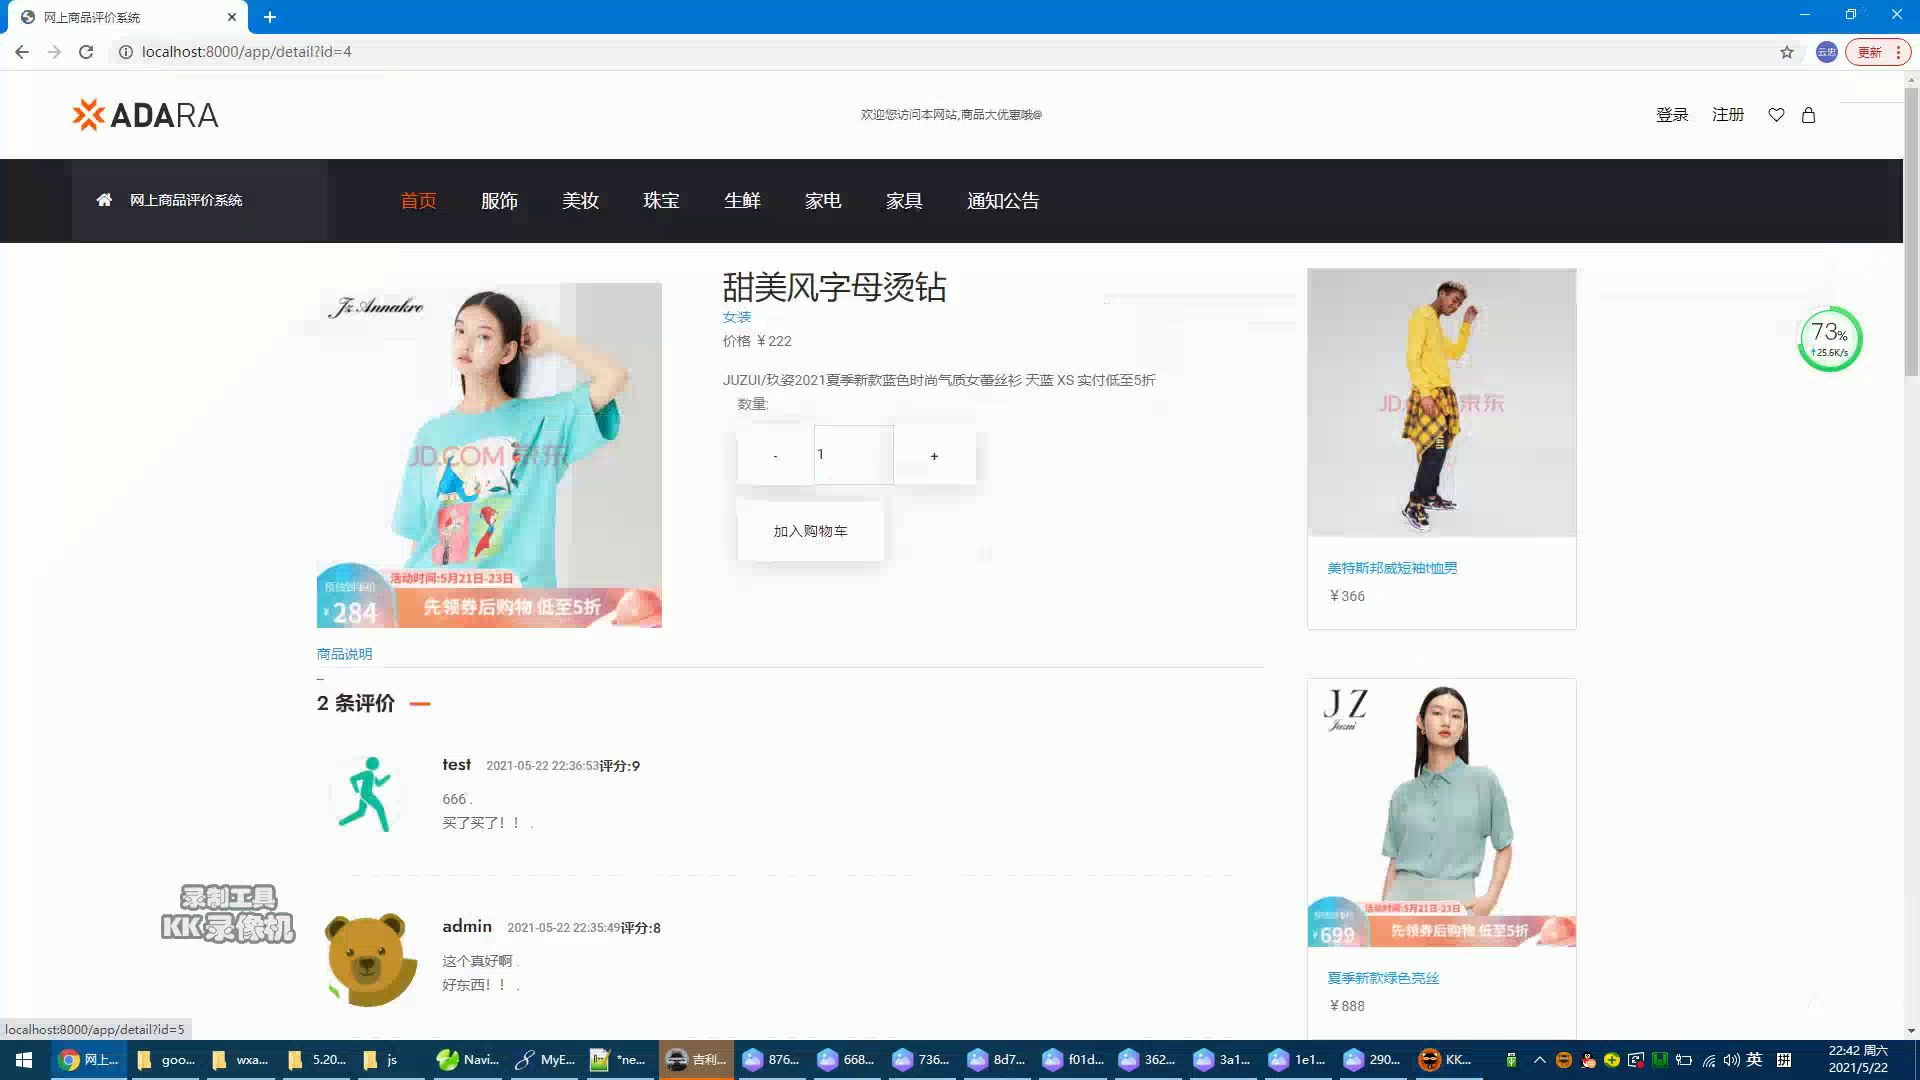 网上商品评价系统
localhost:8000/app/detail?id=4
云忠
更新
ADARA
欢迎您访问本网站,商品大优惠哦@
登录 注册
网上商品评价系统
首页 服饰 美妆 珠宝 生鲜 家电 家具 通知公告
甜美风字母烫钻
女装
价格 ￥222
JUZUI/玖姿2021夏季新款蓝色时尚气质女蕾丝衫 天蓝 XS 实付低至5折
数量:
- 1 +
加入购物车
Jz Annakro
JD.COM 京东
活动时间:5月21日-23日
预估到手价
￥284
先领券后购物 低至5折
商品说明
2 条评价
test 2021-05-22 22:36:53评分:9
666 .
买了买了！！ .
admin 2021-05-22 22:35:49评分:8
这个真好啊 .
好东西！！ .
JD.COM 京东
美特斯邦威短袖t恤男
￥366
JZ
Juzui
活动时间:5月21日-23日
￥699
先领券后购物 低至5折
夏季新款绿色亮丝
￥888
73%
25.6K/s
录制工具
KK录像机
localhost:8000/app/detail?id=5
网上... goo... wxa... 5.20... js Navi... MyE... *ne... 吉利... 876... 668... 736... 8d7... f01d... 362... 3a1... 1e1... 290... KK... 英 拼
22:42 周六
2021/5/22